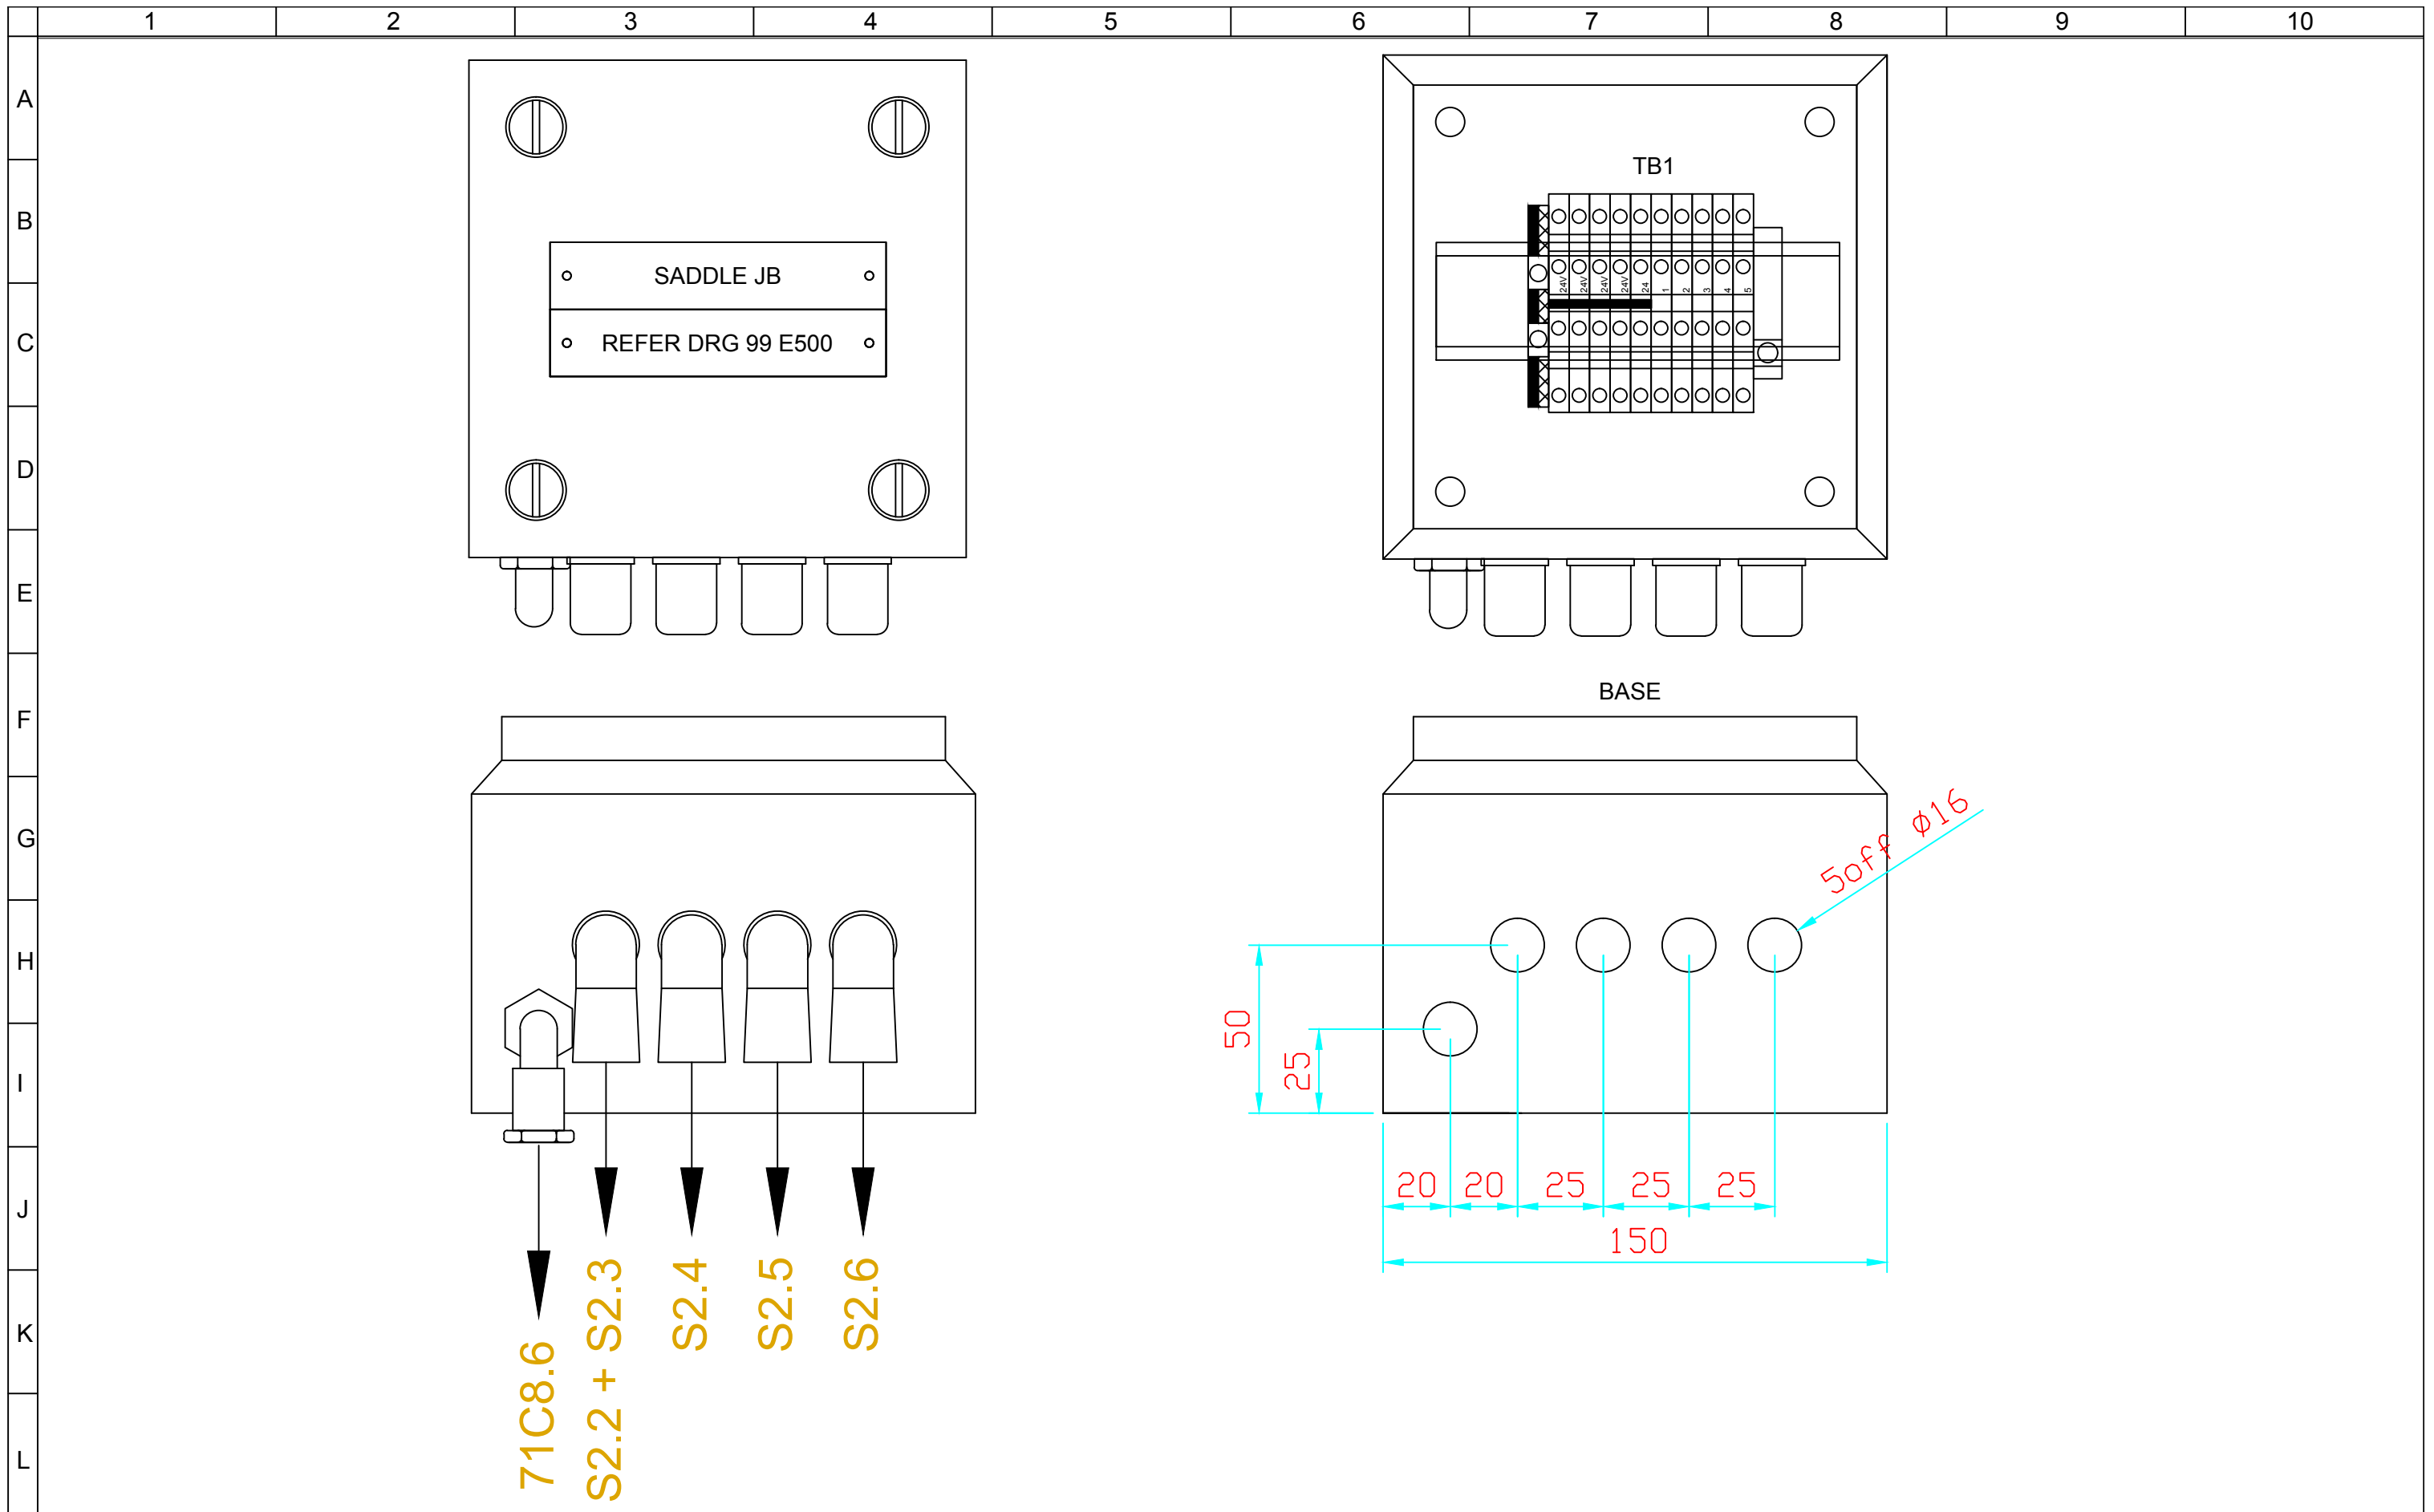 1 2 3 4 5 6 7 8 9 10
A
B
C
D
E
F
G
H
I
J
K
L
SADDLE JB
REFER DRG 99 E500
TB1
24V 24V 24V 24V 24 1 2 3 4 5
71C8.6
S2.2 + S2.3
S2.4
S2.5
S2.6
BASE
5off ø16
50
25
20 20 25 25 25
150